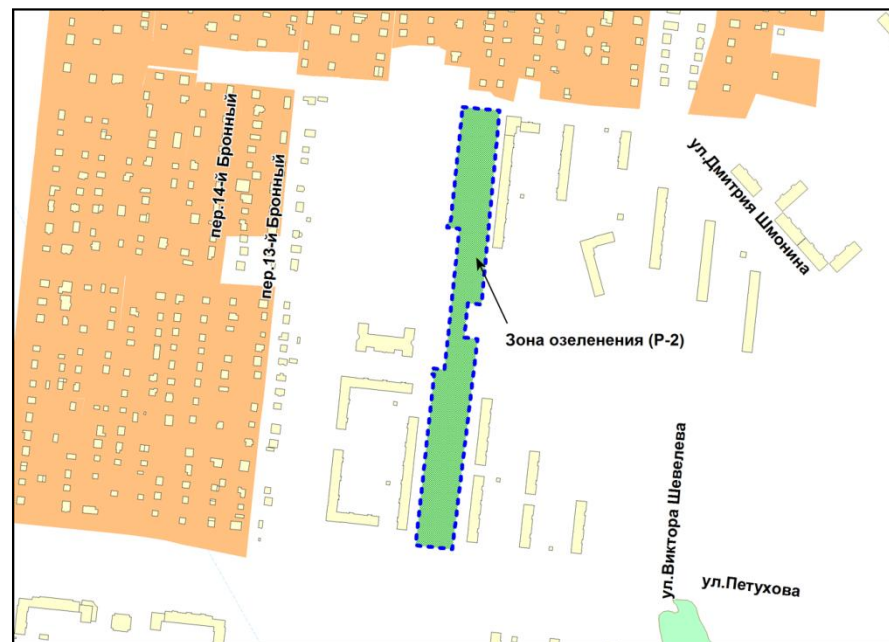 пер.14-й Бронный
пер.13-й Бронный
ул.Дмитрия Шмонина
Зона озеленения (Р-2)
ул.Виктора Шевелева
ул.Петухова